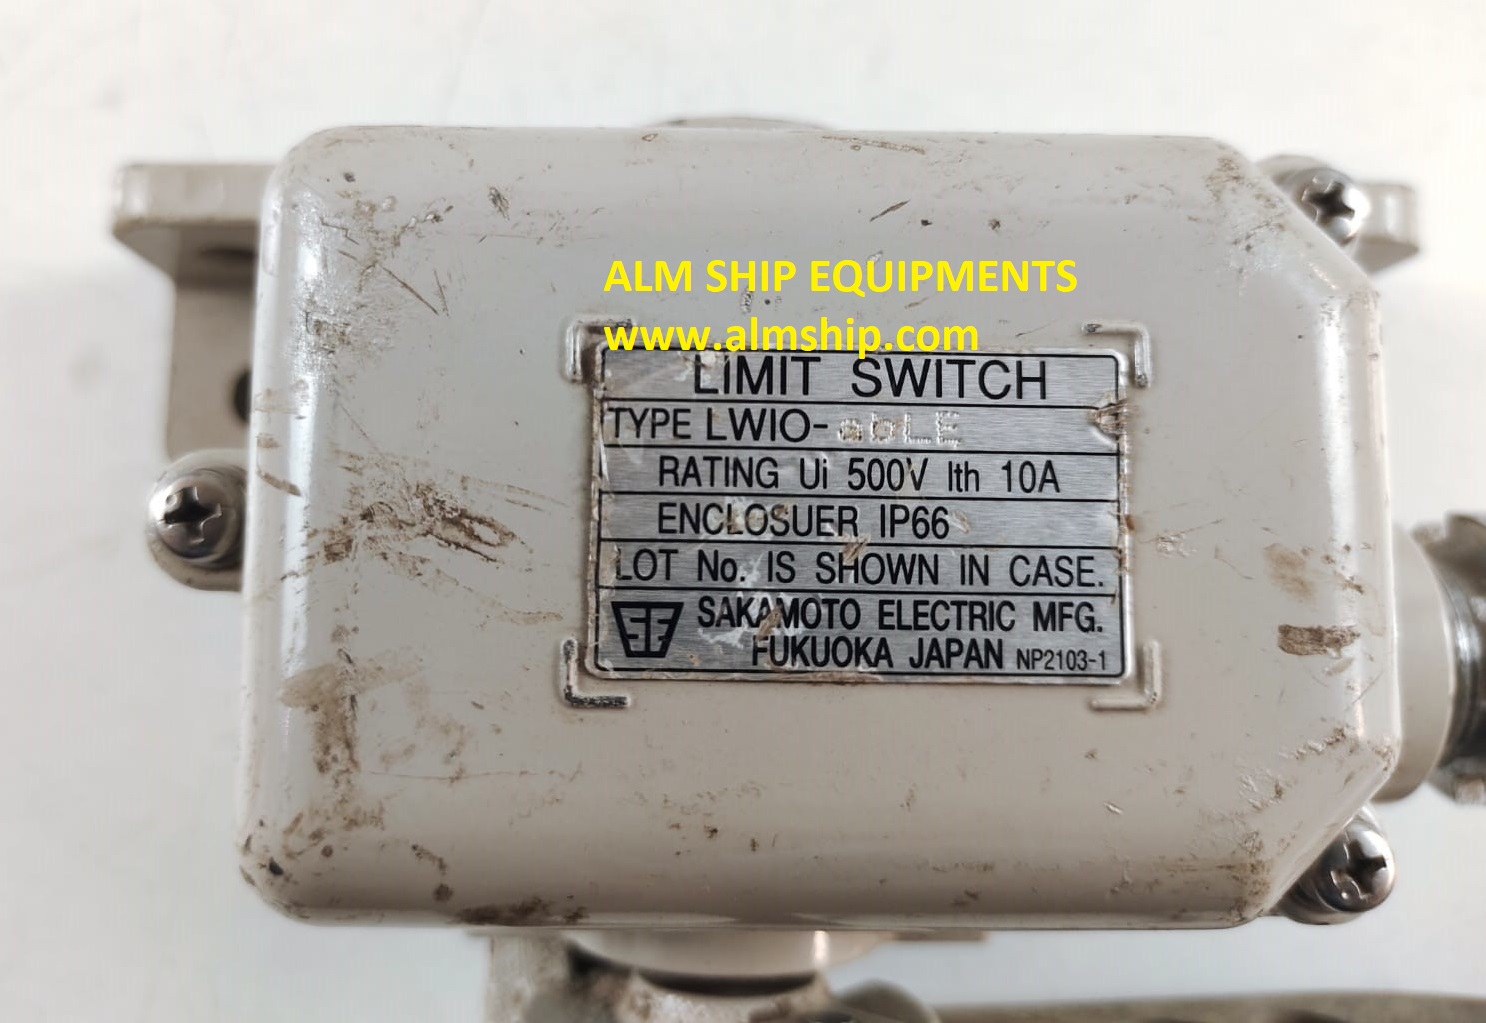 ALM SHIP EQUIPMENTS
www.almship.com
LIMIT SWITCH
TYPE LWIO-abLE
RATING Ui 500V Ith 10A
ENCLOSUER IP66
LOT No. IS SHOWN IN CASE.
SAKAMOTO ELECTRIC MFG.
FUKUOKA JAPAN NP2103-1